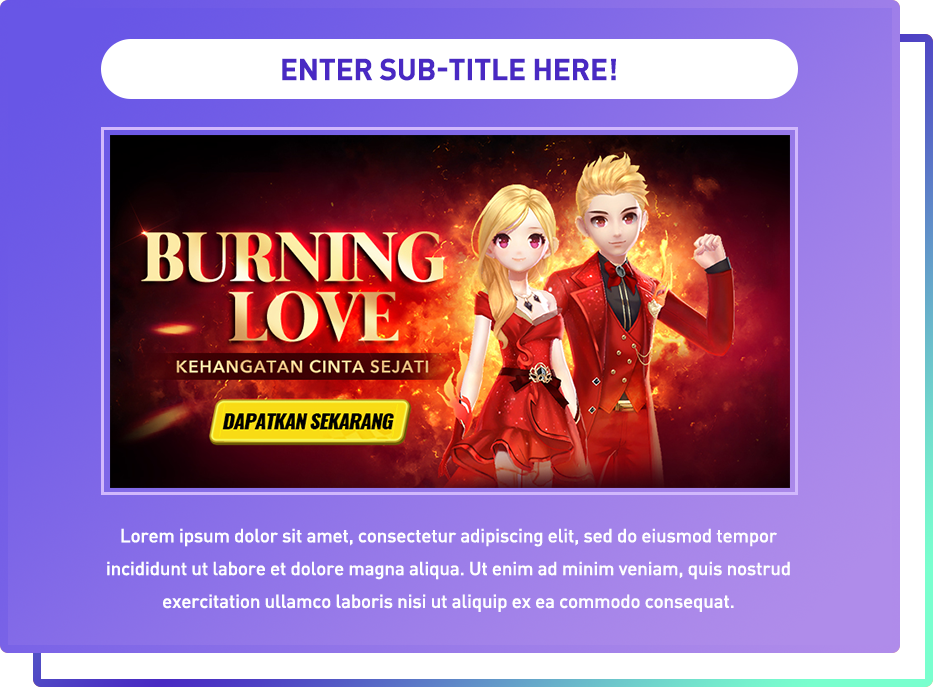 ENTER SUB-TITLE HERE!
BURNING
LOVE
KEHANGATAN CINTA SEJATI
DAPATKAN SEKARANG
Lorem ipsum dolor sit amet, consectetur adipiscing elit, sed do eiusmod tempor
incididunt ut labore et dolore magna aliqua. Ut enim ad minim veniam, quis nostrud
exercitation ullamco laboris nisi ut aliquip ex ea commodo consequat.